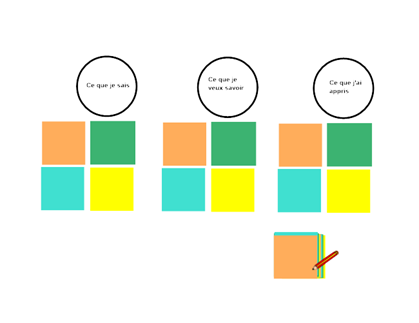 Ce que je sais
Ce que je
veux savoir
Ce que j'ai
appris